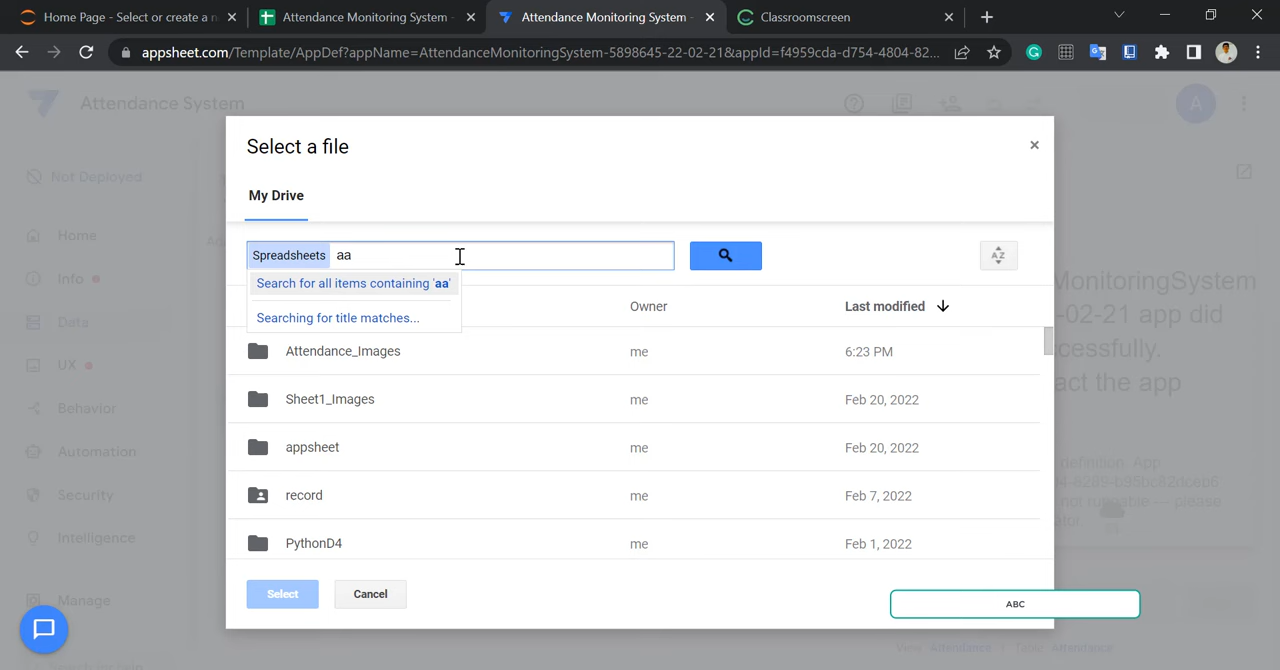 Home Page - Select or create a n
Attendance Monitoring System -
Attendance Monitoring System -
Classroomscreen
appsheet.com/Template/AppDef?appName=AttendanceMonitoringSystem-5898645-22-02-21&appId=f4959cda-d754-4804-82...
Attendance System
A
Not Deployed
Home
Info
Data
UX
Behavior
Automation
Security
Intelligence
Manage
Select a file
My Drive
Spreadsheets aa
AZ
Search for all items containing 'aa'
Searching for title matches...
Owner
Last modified
Attendance_Images me 6:23 PM
Sheet1_Images me Feb 20, 2022
appsheet me Feb 20, 2022
record me Feb 7, 2022
PythonD4 me Feb 1, 2022
Select
Cancel
ABC
MonitoringSystem
-02-21 app did
cessfully.
act the app
definition. App
not runnable — please
View Attendance
Table attendance
Search for help